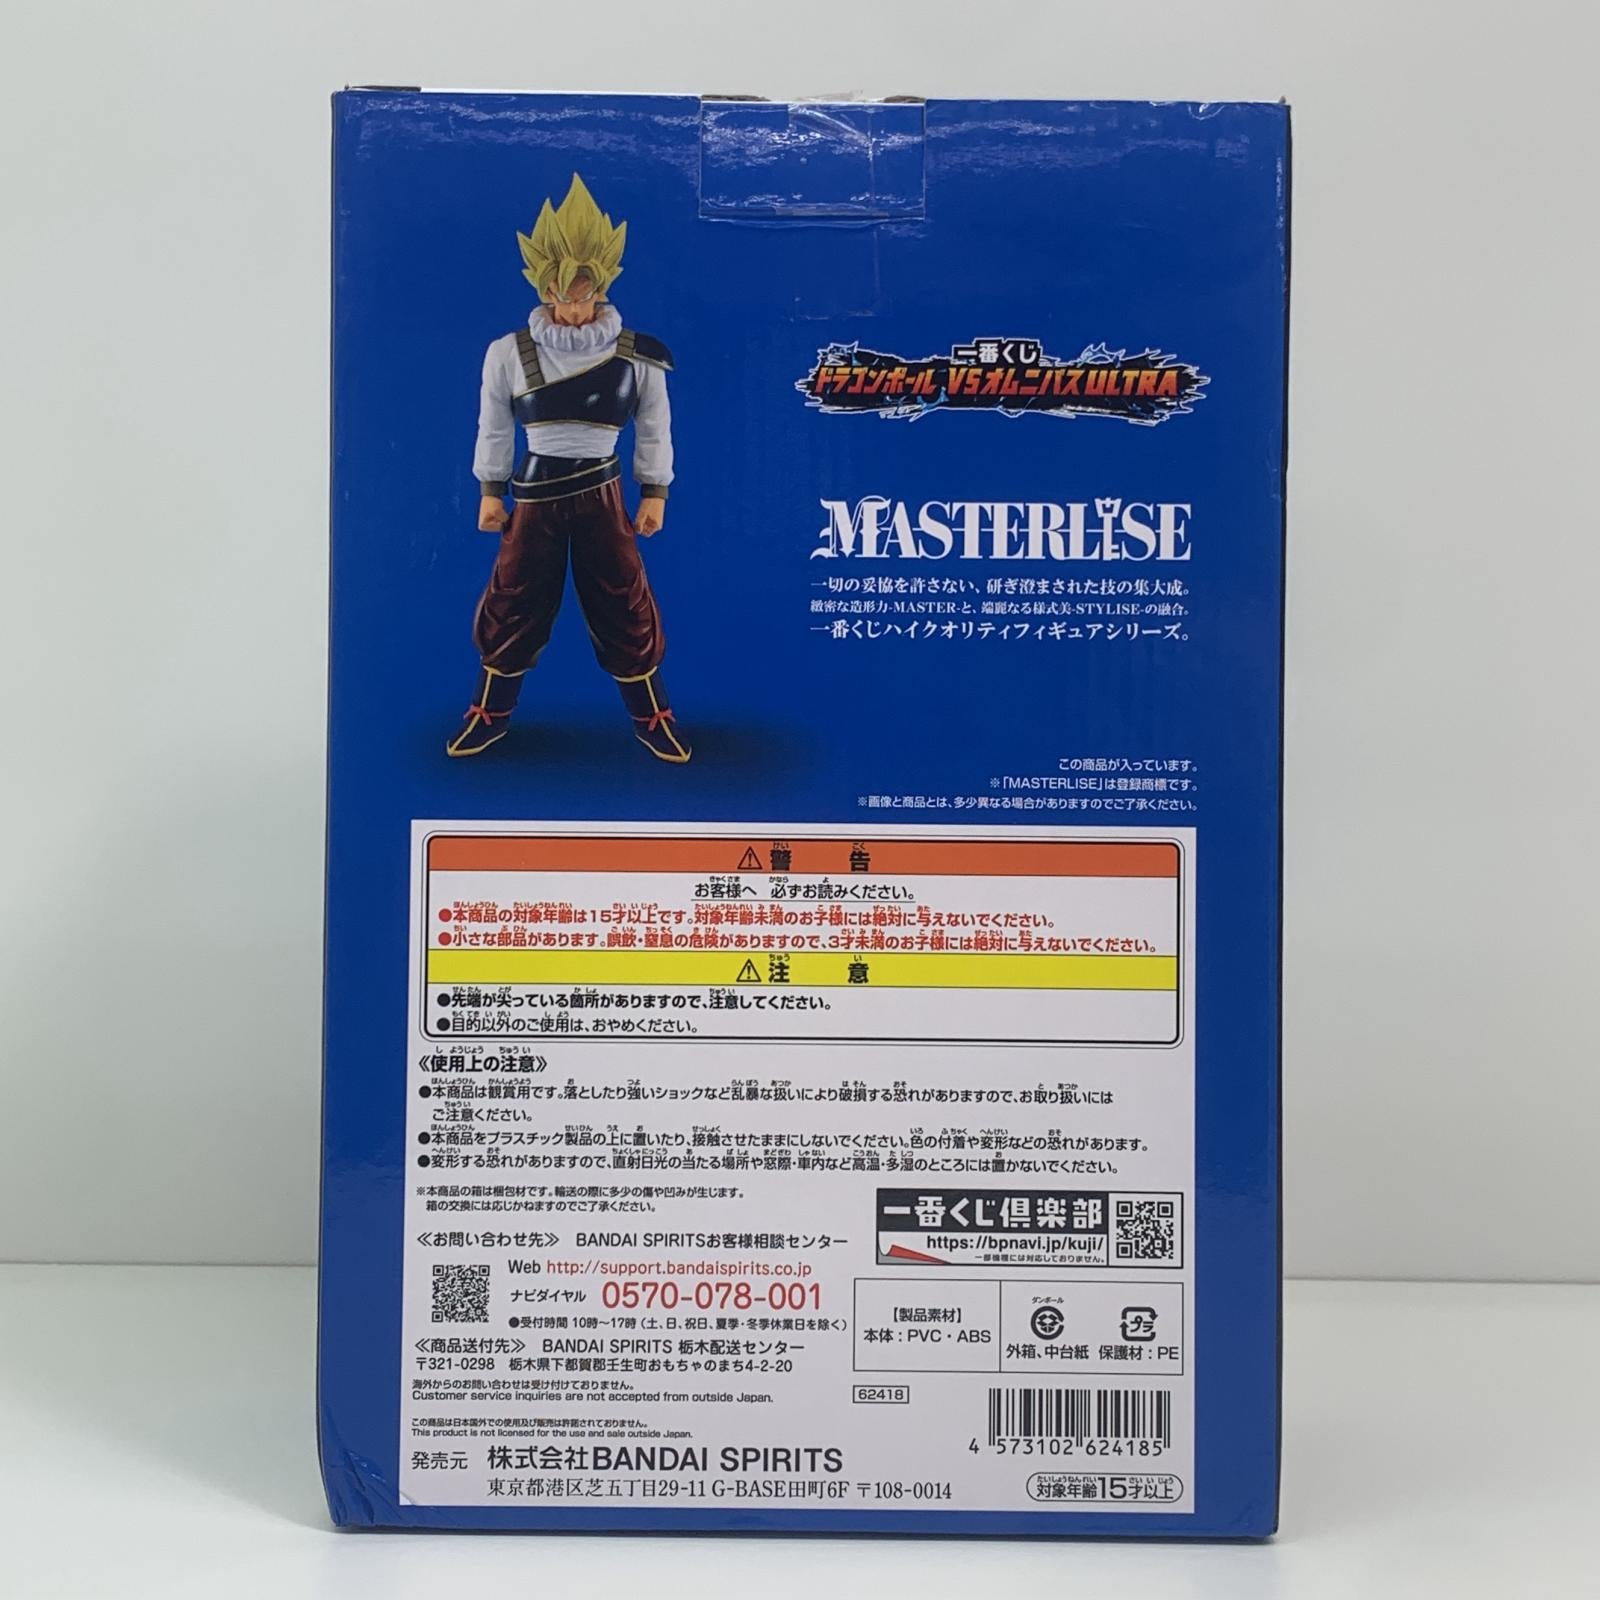 一番くじ
ドラゴンボール VSオムニバスULTRA
MASTERLISE
一切の妥協を許さない、研ぎ澄まされた技の集大成。
緻密な造形力-MASTER-と、端麗なる様式美-STYLISE-の融合。
一番くじハイクオリティフィギュアシリーズ。
この商品が入っています。
※「MASTERLISE」は登録商標です。
※画像と商品とは、多少異なる場合がありますのでご了承ください。
⚠警告
お客様へ 必ずお読みください。
●本商品の対象年齢は15才以上です。対象年齢未満のお子様には絶対に与えないでください。
●小さな部品があります。誤飲・窒息の危険がありますので、3才未満のお子様には絶対に与えないでください。
⚠注意
●先端が尖っている箇所がありますので、注意してください。
●目的以外のご使用は、おやめください。
《使用上の注意》
●本商品は観賞用です。落としたり強いショックなど乱暴な扱いにより破損する恐れがありますので、お取り扱いには
ご注意ください。
●本商品をプラスチック製品の上に置いたり、接触させたままにしないでください。色の付着や変形などの恐れがあります。
●変形する恐れがありますので、直射日光の当たる場所や窓際・車内など高温・多湿のところには置かないでください。
※本商品の箱は梱包材です。輸送の際に多少の傷や凹みが生じます。
箱の交換には応じかねますのでご了承ください。
一番くじ倶楽部
https://bpnavi.jp/kuji/
一部機種には対応しておりません。
≪お問い合わせ先≫ BANDAI SPIRITSお客様相談センター
Web http://support.bandaispirits.co.jp
ナビダイヤル 0570-078-001
●受付時間 10時〜17時（土、日、祝日、夏季・冬季休業日を除く）
≪商品送付先≫ BANDAI SPIRITS 栃木配送センター
〒321-0298 栃木県下都賀郡壬生町おもちゃのまち4-2-20
【製品素材】
本体：PVC・ABS
ダンボール
外箱、中台紙
プラ
保護材：PE
海外からのお問い合わせは受け付けておりません。
Customer service inquiries are not accepted from outside Japan.
62418
この商品は日本国外での使用及び販売は許諾されておりません。
This product is not licensed for the use and sale outside Japan.
4 573102 624185
発売元 株式会社BANDAI SPIRITS
東京都港区芝五丁目29-11 G-BASE田町6F 〒108-0014
対象年齢15才以上